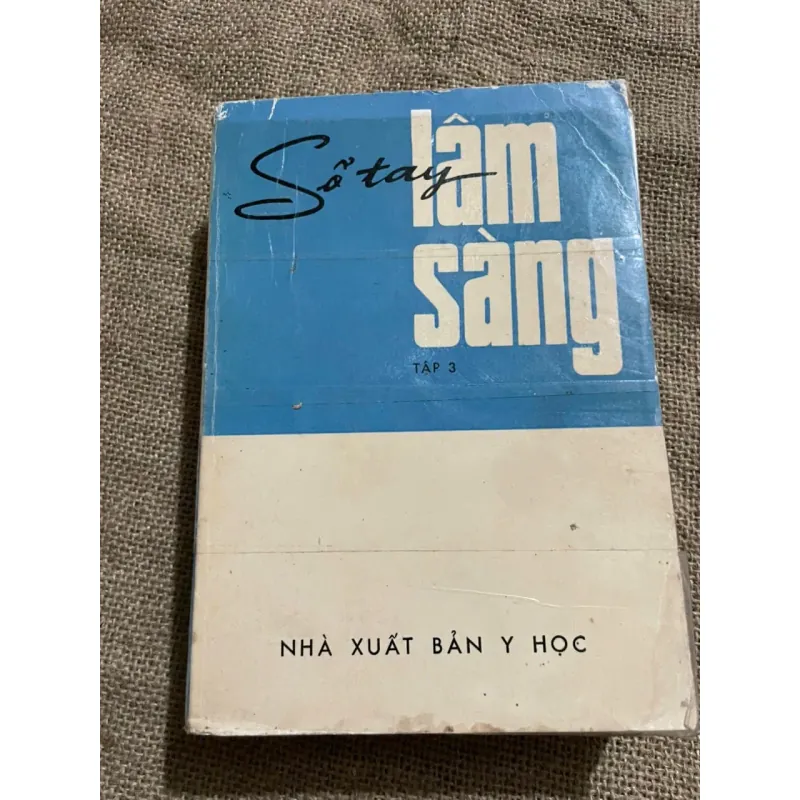 Sổ tay
lâm
sàng
TẬP 3
NHÀ XUẤT BẢN Y HỌC